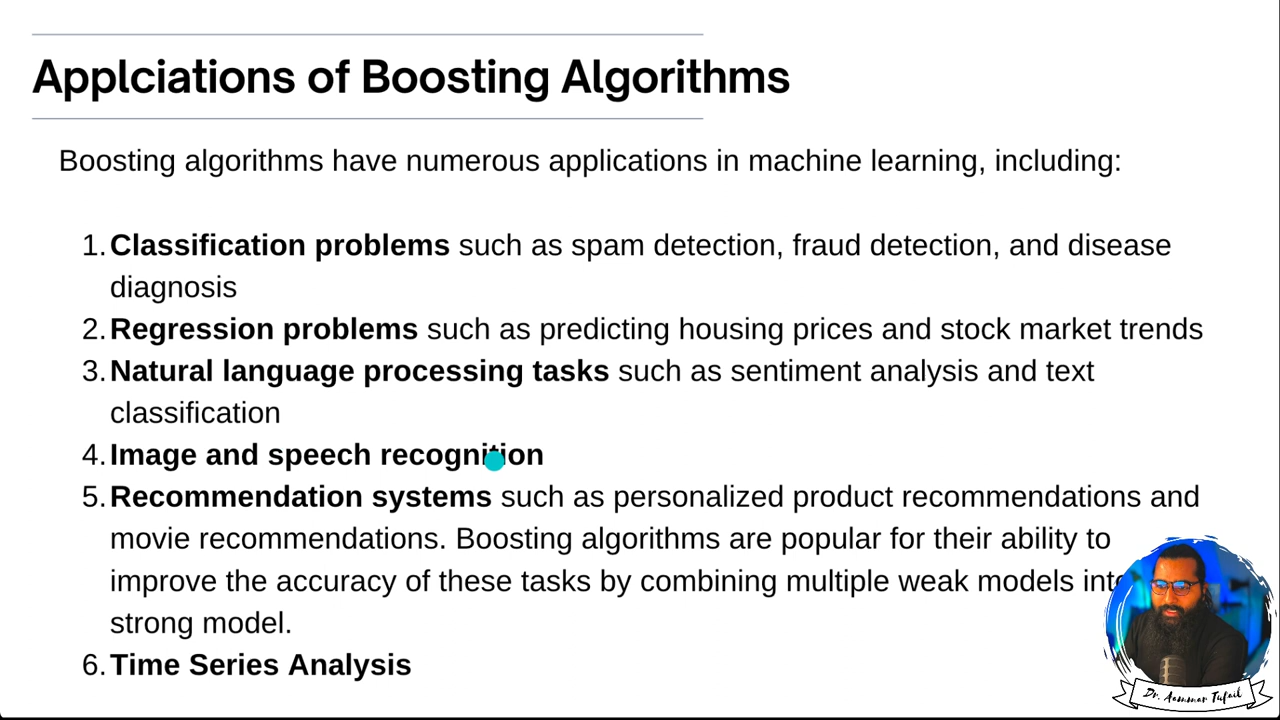 Applciations of Boosting Algorithms
Boosting algorithms have numerous applications in machine learning, including:
1. Classification problems such as spam detection, fraud detection, and disease
diagnosis
2. Regression problems such as predicting housing prices and stock market trends
3. Natural language processing tasks such as sentiment analysis and text
classification
4. Image and speech recognition
5. Recommendation systems such as personalized product recommendations and
movie recommendations. Boosting algorithms are popular for their ability to
improve the accuracy of these tasks by combining multiple weak models
strong model.
6. Time Series Analysis
Dr. Aammar Tufail